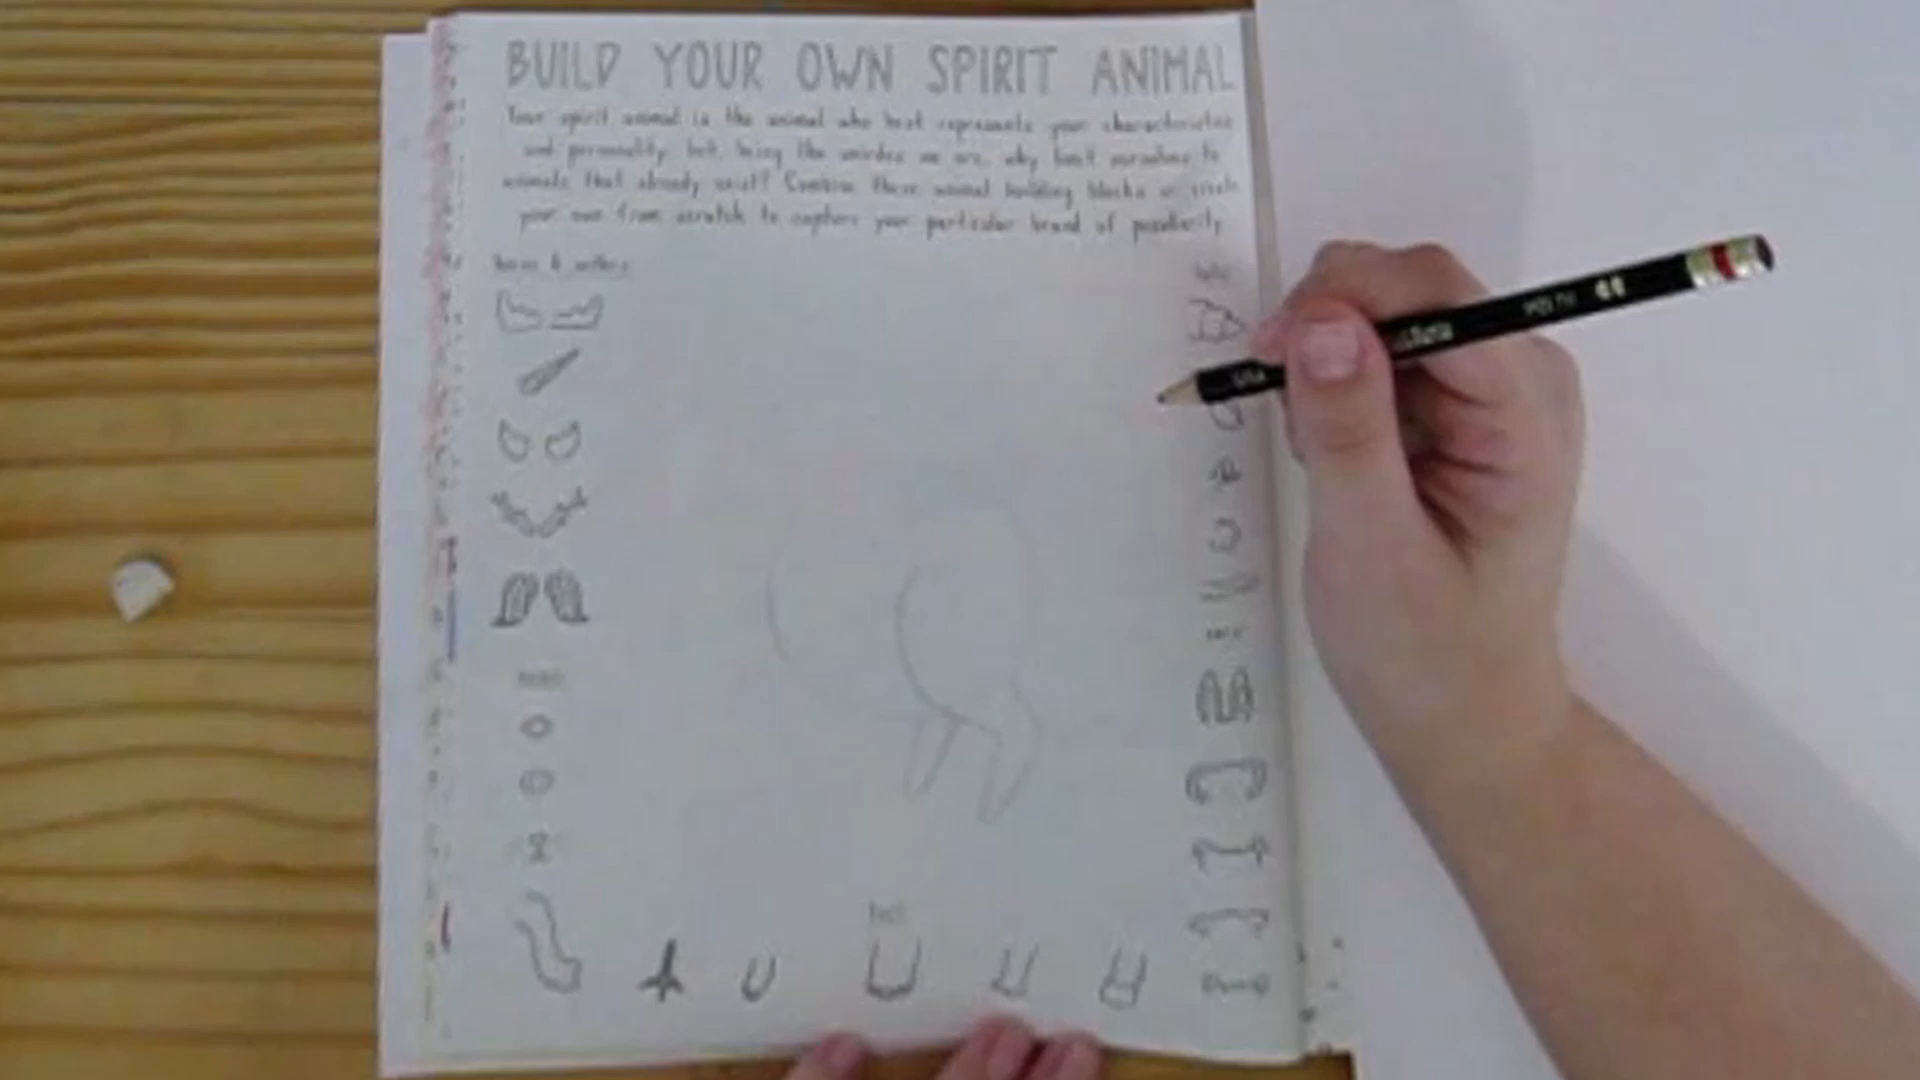 BUILD YOUR OWN SPIRIT ANIMAL
Your spirit animal is the animal who best represents your characteristics
and personality. but, being the weirdos we are, why limit ourselves to
animals that already exist? Combine these animal building blocks or create
your own from scratch to capture your particular brand of peculiarity.
horns & antlers
feet
USA